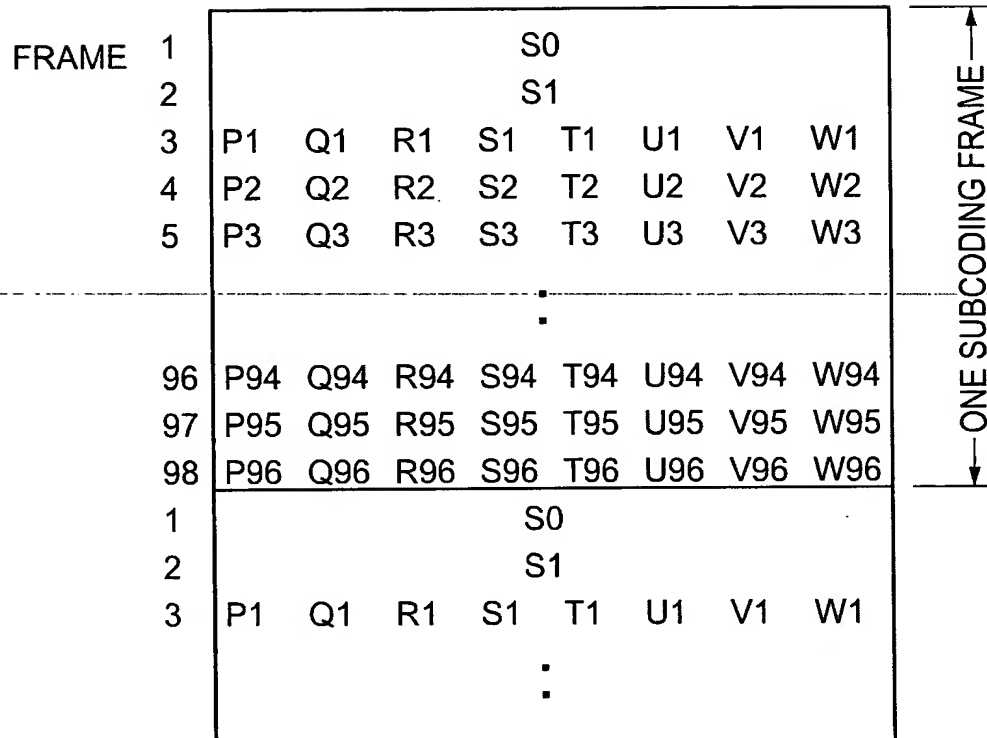 FRAME 1 S0
2 S1
3 P1 Q1 R1 S1 T1 U1 V1 W1
4 P2 Q2 R2 S2 T2 U2 V2 W2
5 P3 Q3 R3 S3 T3 U3 V3 W3
96 P94 Q94 R94 S94 T94 U94 V94 W94
97 P95 Q95 R95 S95 T95 U95 V95 W95
98 P96 Q96 R96 S96 T96 U96 V96 W96
1 S0
2 S1
3 P1 Q1 R1 S1 T1 U1 V1 W1
ONE SUBCODING FRAME